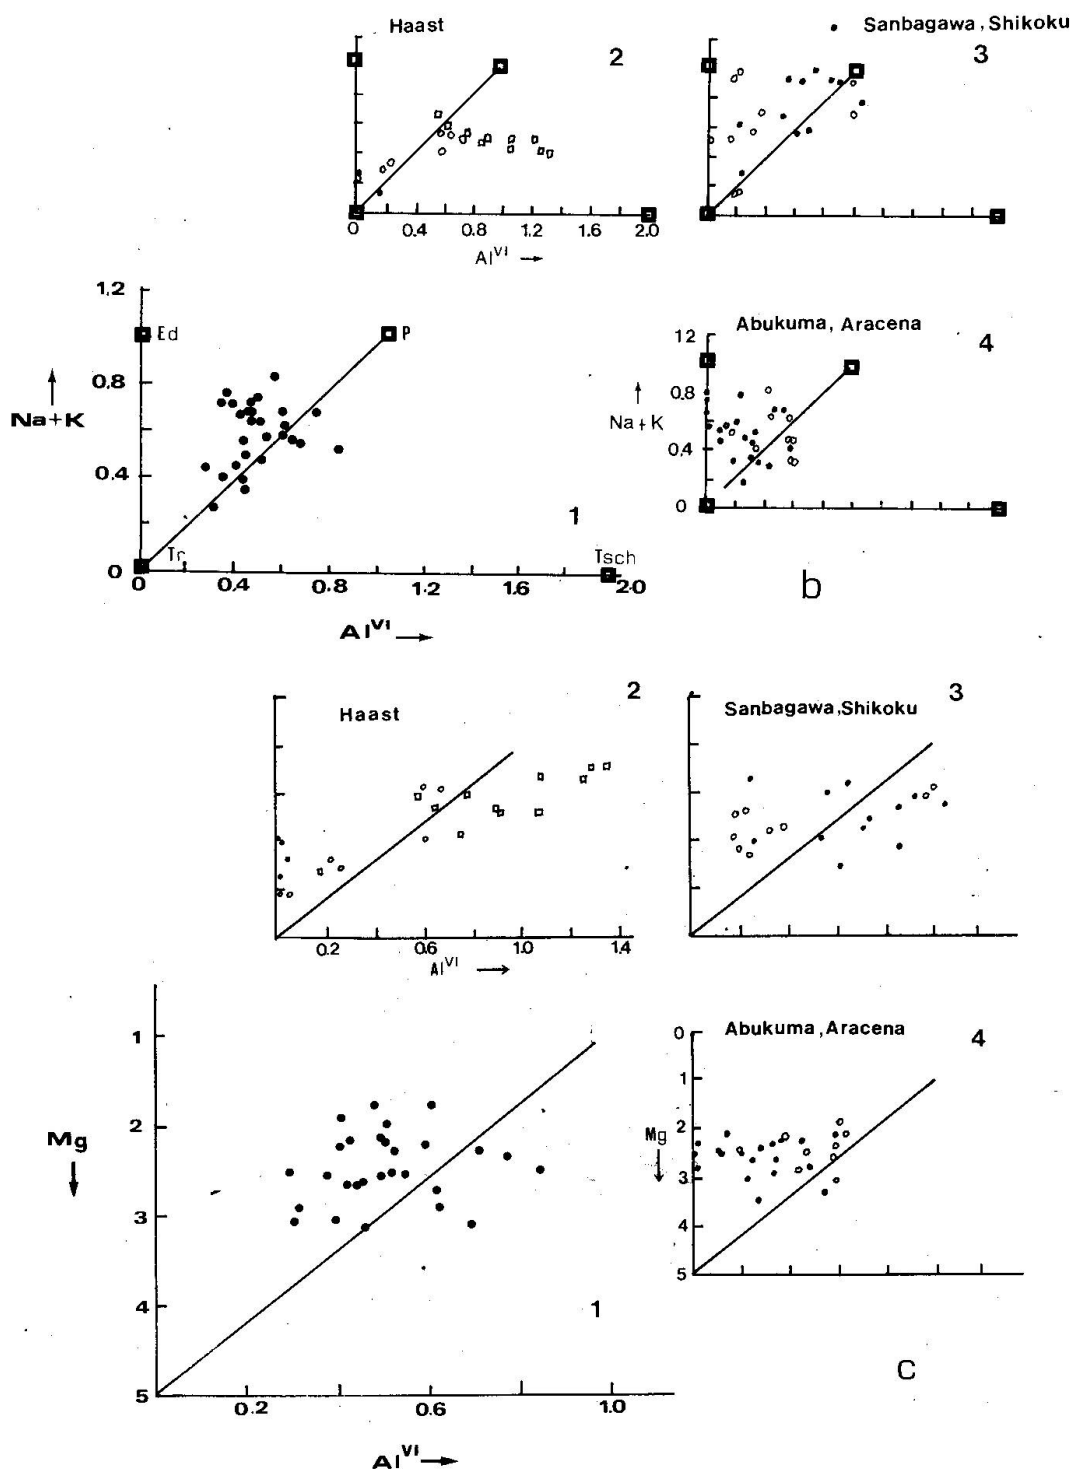 Haast
2
0 0.4 0.8 1.2 1.6 2.0
Al^VI →
Sanbagawa, Shikoku
3
1.2
Ed
P
0.8
Na+K
0.4
1
Tr
Tsch
0
0 0.4 0.8 1.2 1.6 2.0
Al^VI →
Abukuma, Aracena
4
12
0.8
Na+K
0.4
0
b
Haast
2
0.2 0.6 1.0 1.4
Al^VI →
Sanbagawa, Shikoku
3
1
2
Mg
3
4
1
5
0.2 0.6 1.0
Al^VI →
Abukuma, Aracena
4
0
1
2
Mg
3
4
5
C